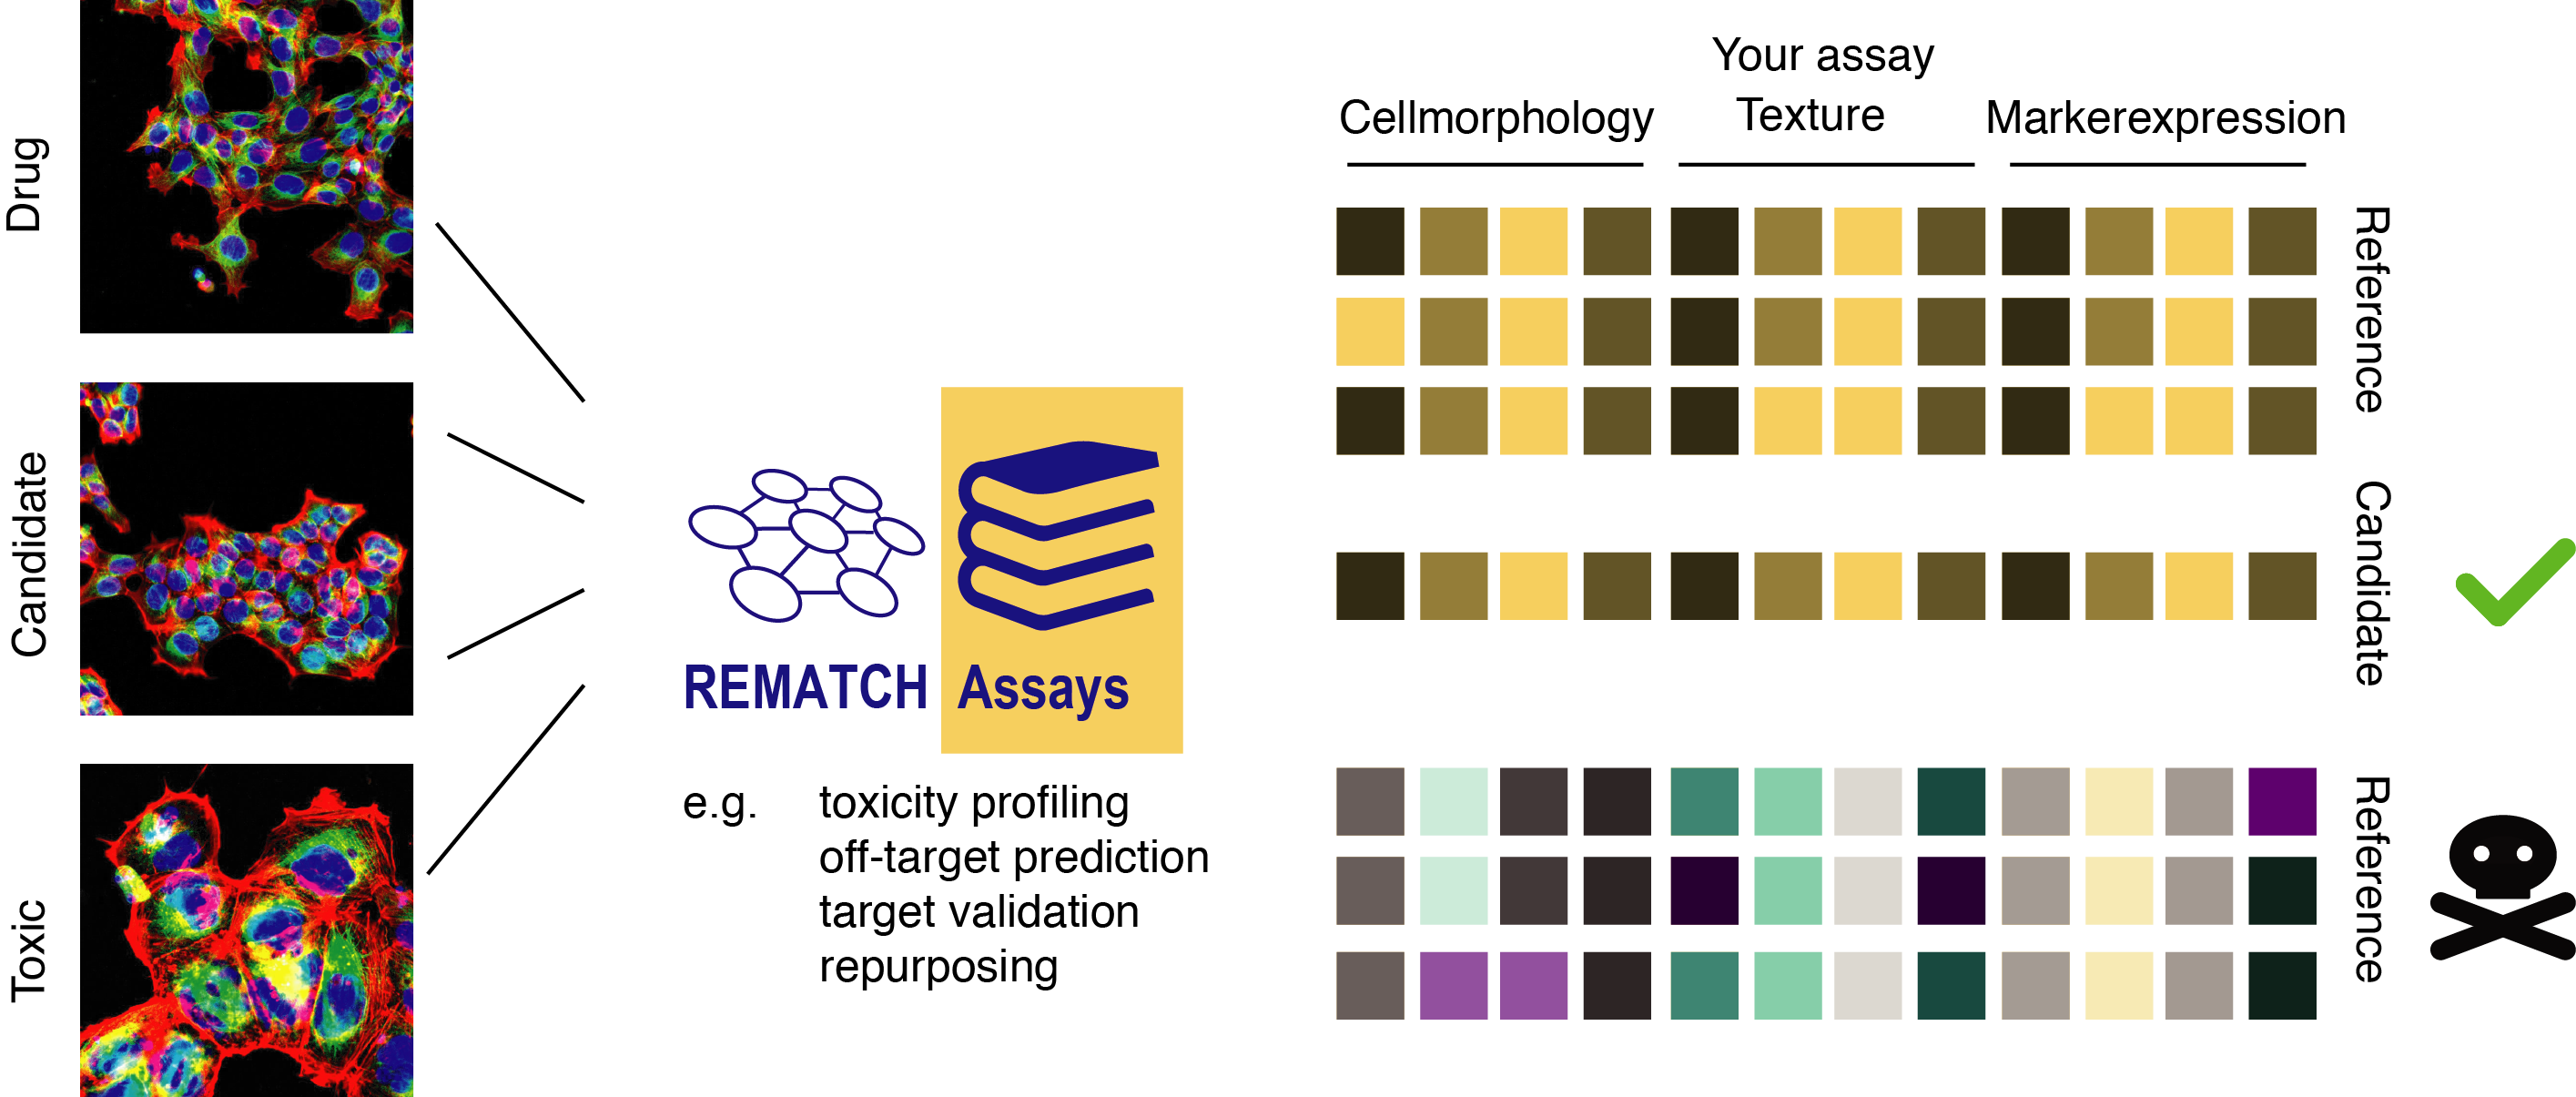 Drug
Candidate
Toxic
REMATCH Assays
e.g. toxicity profiling
off-target prediction
target validation
repurposing
Your assay
Cellmorphology Texture Markerexpression
Reference
Candidate
Reference